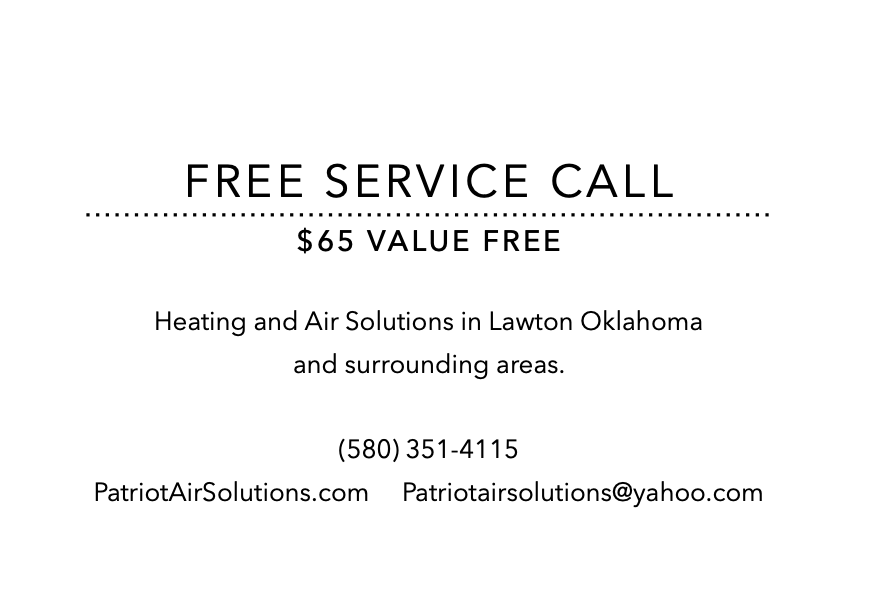 FREE SERVICE CALL
$65 VALUE FREE
Heating and Air Solutions in Lawton Oklahoma
and surrounding areas.
(580) 351-4115
PatriotAirSolutions.com Patriotairsolutions@yahoo.com